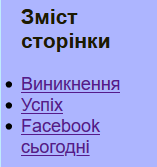 Зміст
сторінки
Виникнення
Успіх
Facebook
сьогодні